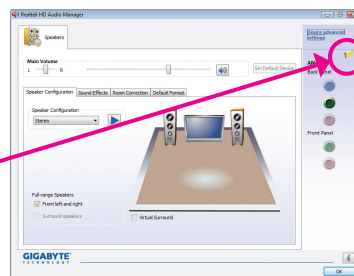 Realtek HD Audio Manager
Speakers
Device advanced
settings
Main Volume
L
R
Set Default Device
AN
Back Panel
Speaker Configuration
Sound Effects
Room Correction
Default Format
Speaker Configuration
Stereo
Front Panel
Full-range Speakers
Front left and right
Surround speakers
Virtual Surround
GIGABYTE
TECHNOLOGY
OK